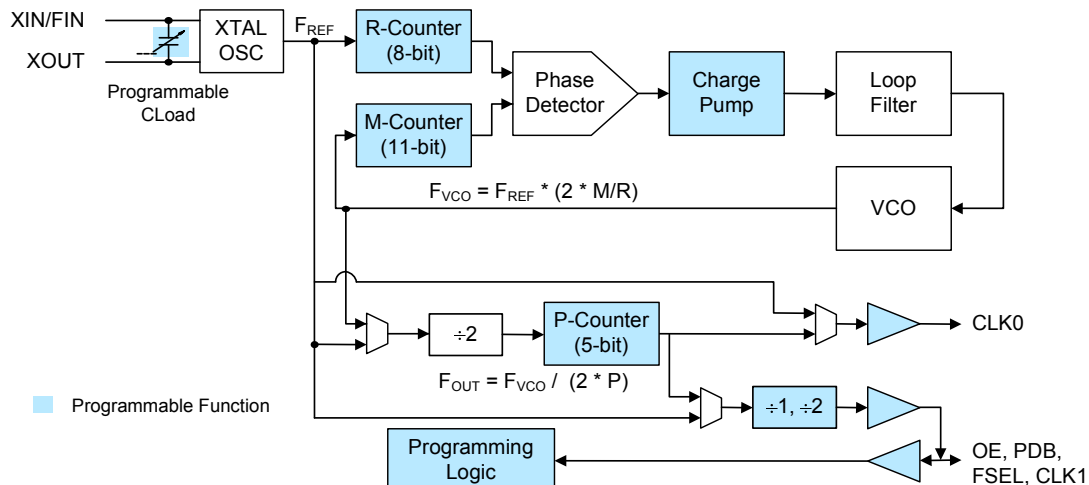 XIN/FIN
XOUT
Programmable
CLoad
XTAL
OSC
FREF
R-Counter
(8-bit)
M-Counter
(11-bit)
Phase
Detector
Charge
Pump
Loop
Filter
VCO
FVCO = FREF * (2 * M/R)
÷2
P-Counter
(5-bit)
FOUT = FVCO / (2 * P)
CLK0
÷1, ÷2
Programmable Function
Programming
Logic
OE, PDB,
FSEL, CLK1